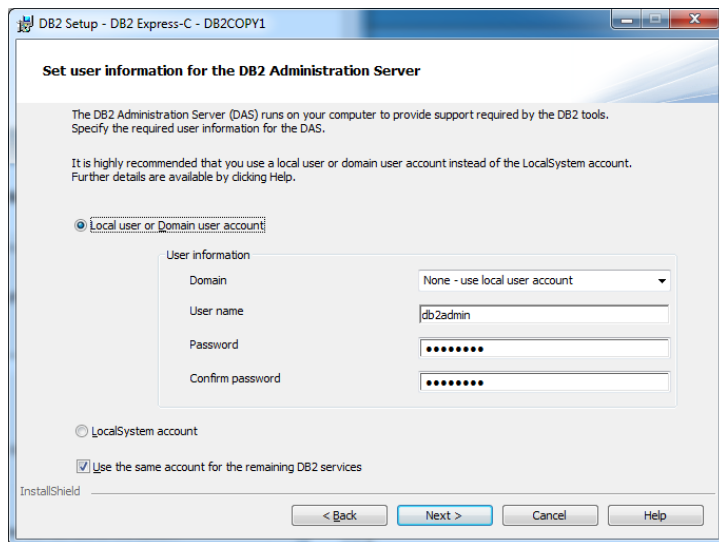 DB2 Setup - DB2 Express-C - DB2COPY1
Set user information for the DB2 Administration Server
The DB2 Administration Server (DAS) runs on your computer to provide support required by the DB2 tools.
Specify the required user information for the DAS.
It is highly recommended that you use a local user or domain user account instead of the LocalSystem account.
Further details are available by clicking Help.
Local user or Domain user account
User information
Domain
None - use local user account
User name
db2admin
Password
●●●●●●●●
Confirm password
●●●●●●●●
LocalSystem account
Use the same account for the remaining DB2 services
InstallShield
< Back
Next >
Cancel
Help